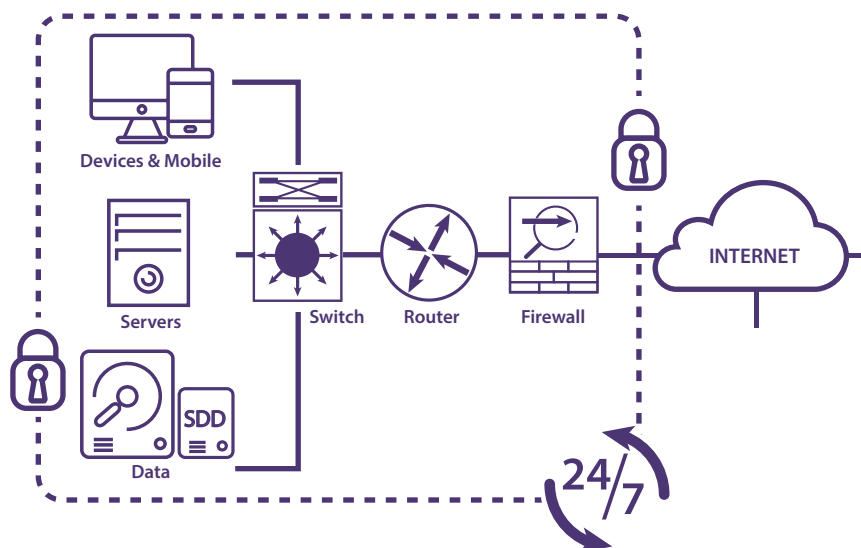 Devices & Mobile
INTERNET
Servers
Switch
Router
Firewall
SDD
Data
24/7